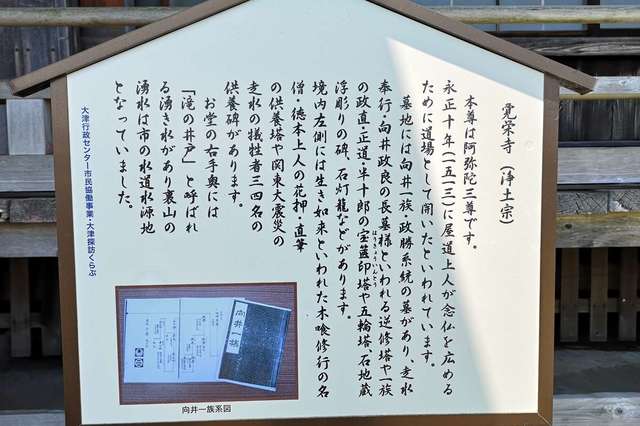 覚栄寺（浄土宗）
本尊は阿弥陀三尊です。
永正十年（一五一三）に屋道上人が念仏を広める
ために道場として開いたといわれています。
墓地には向井一族・政勝系統の墓があり、走水
奉行・向井政良の長墓様といわれる逆修塔や一族
の政直・正道・半十郎の宝篋印塔や五輪塔、石地蔵
ほうきょういんとう
浮彫りの碑、石灯籠などがあります。
境内左側には生き如来といわれた木喰修行の名
僧・徳本上人の花押・直筆
の供養塔や関東大震災の
走水の犠牲者三四名の
供養碑があります。
お堂の右手奥には
「滝の井戸」と呼ばれ
る湧き水があり裏山の
湧水は市の水道水源地
となっていました。
大津行政センター市民協働事業・大津探訪くらぶ
向井一族
向井一族系図